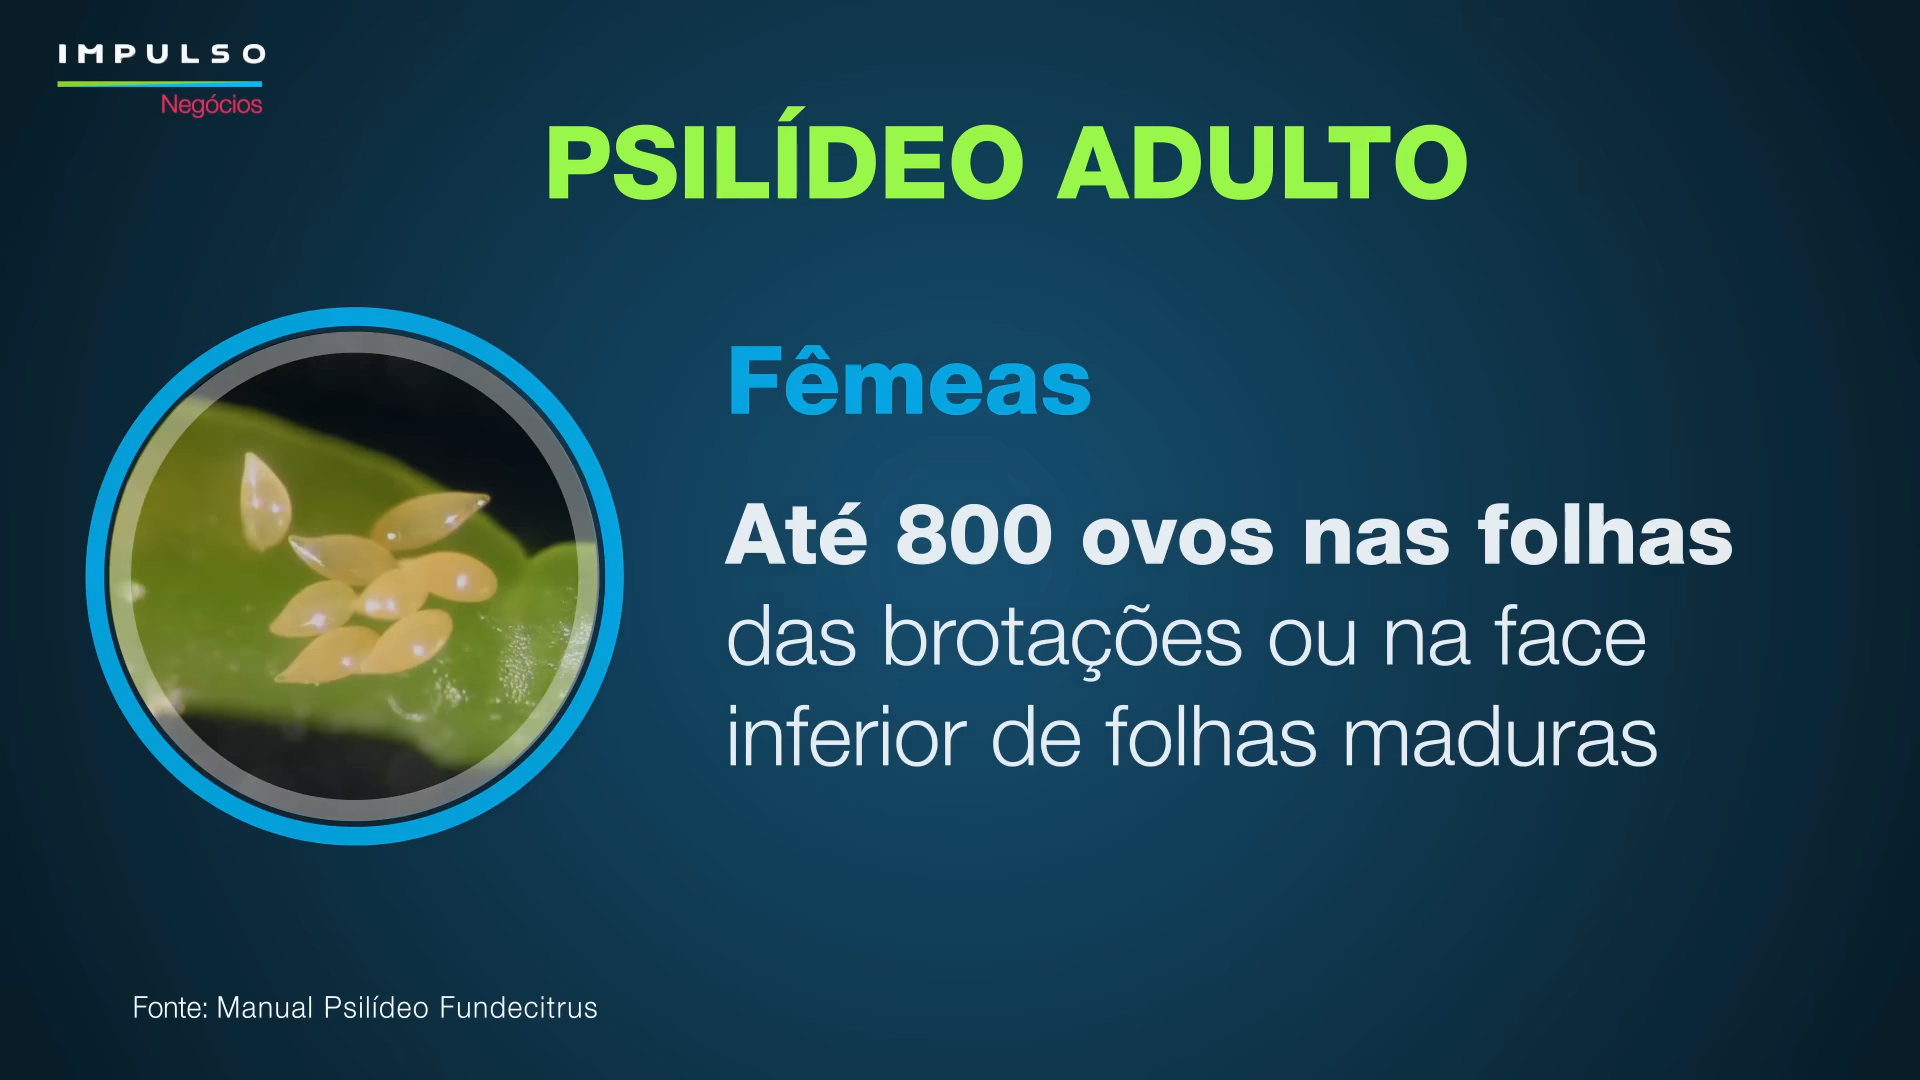 IMPULSO
Negócios
PSILÍDEO ADULTO
Fêmeas
Até 800 ovos nas folhas
das brotações ou na face
inferior de folhas maduras
Fonte: Manual Psilídeo Fundecitrus